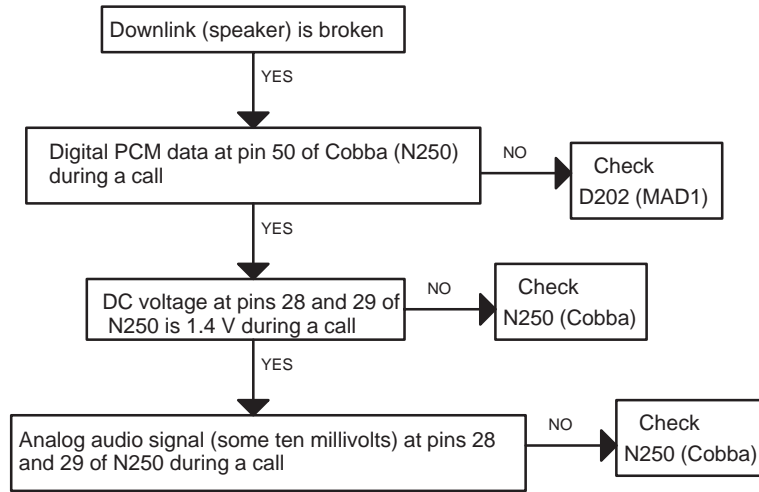 Downlink (speaker) is broken
YES
Digital PCM data at pin 50 of Cobba (N250)
during a call
NO
Check
D202 (MAD1)
YES
DC voltage at pins 28 and 29 of
N250 is 1.4 V during a call
NO
Check
N250 (Cobba)
YES
Analog audio signal (some ten millivolts) at pins 28
and 29 of N250 during a call
NO
Check
N250 (Cobba)